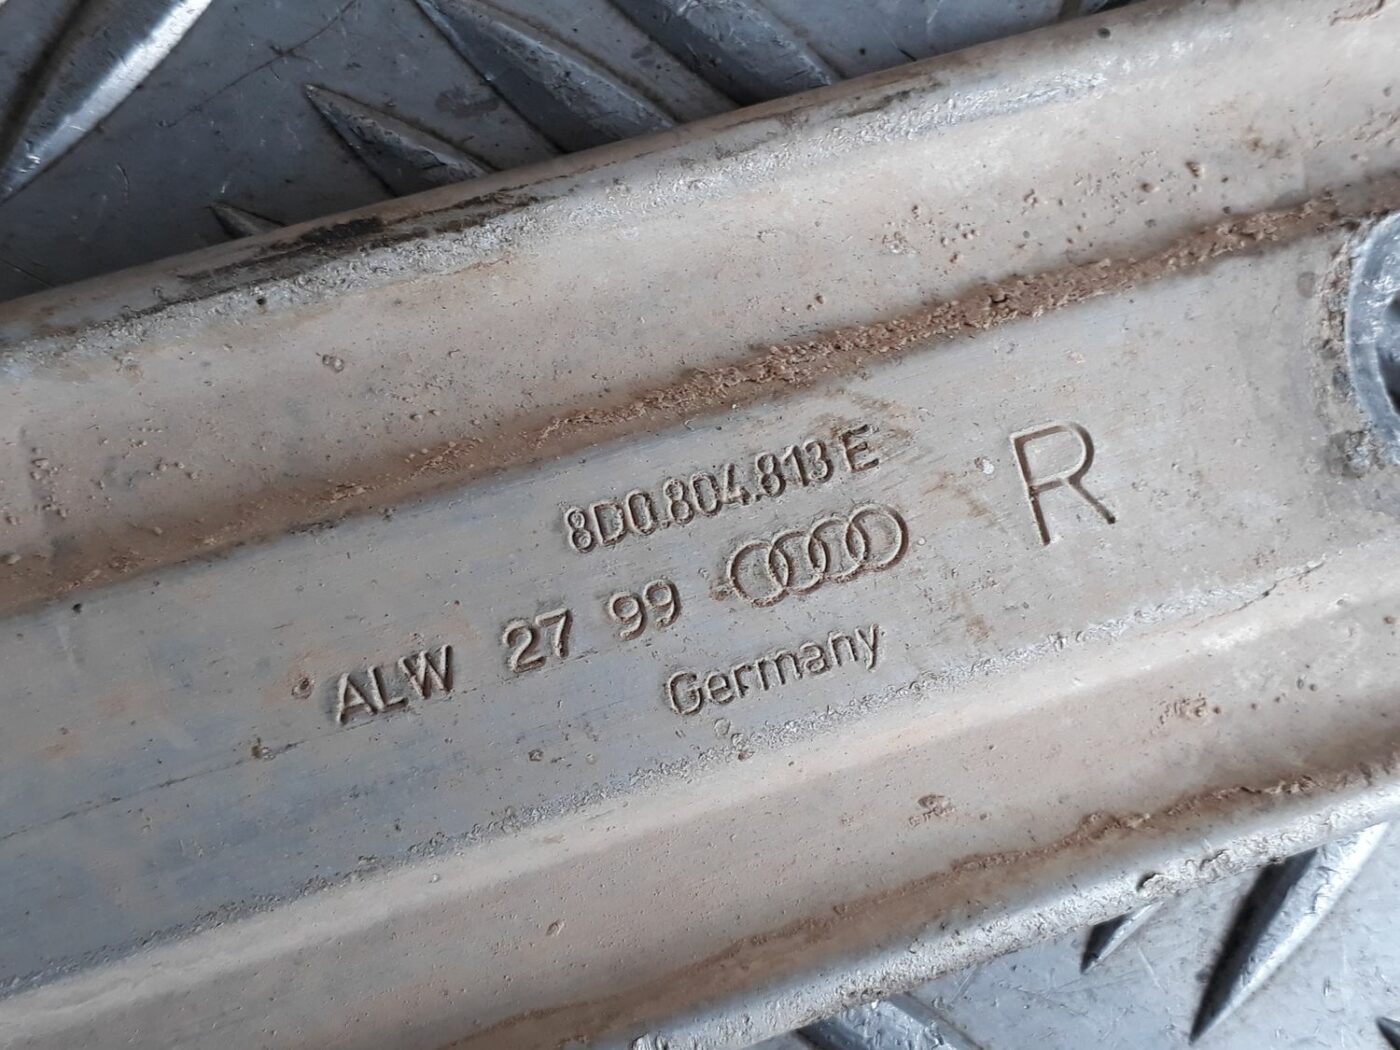 8D0.804.813 E
R
ALW 27 99
Germany